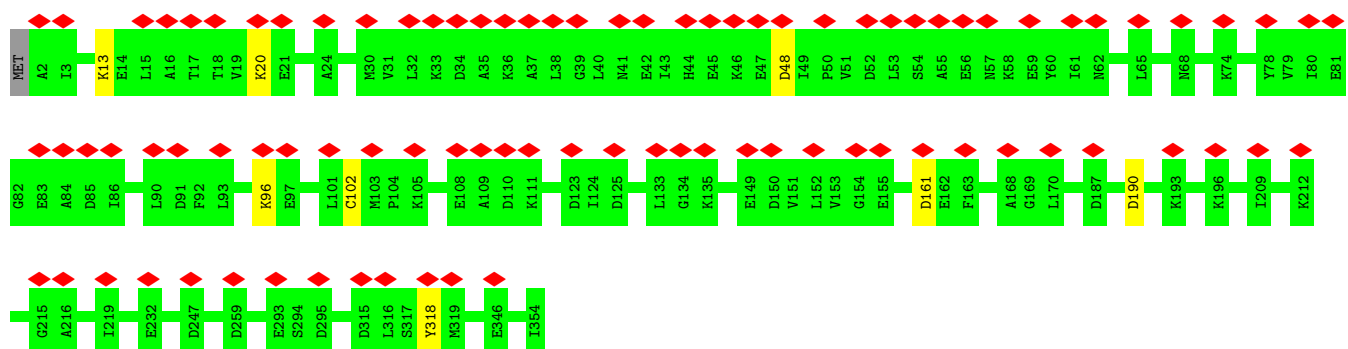 MET A2 I3 K13 E14 L15 A16 T17 T18 V19 K20 E21 A24 M30 V31 L32 K33 D34 A35 K36 A37 L38 G39 L40 N41 E42 I43 H44 E45 K46 E47 D48 I49 P50 V51 D52 L53 S54 A55 E56 N57 K58 E59 Y60 I61 N62 L65 N68 K74 Y78 V79 I80 E81
G82 E83 A84 D85 I86 L90 D91 F92 L93 K96 E97 L101 C102 M103 P104 K105 E108 A109 D110 K111 D123 I124 D125 L133 G134 K135 E149 D150 V151 L152 V153 G154 E155 D161 E162 F163 A168 G169 L170 D187 D190 K193 K196 I209 K212
G215 A216 I219 E232 D247 D259 E293 S294 D295 D315 L316 S317 Y318 M319 E346 I354